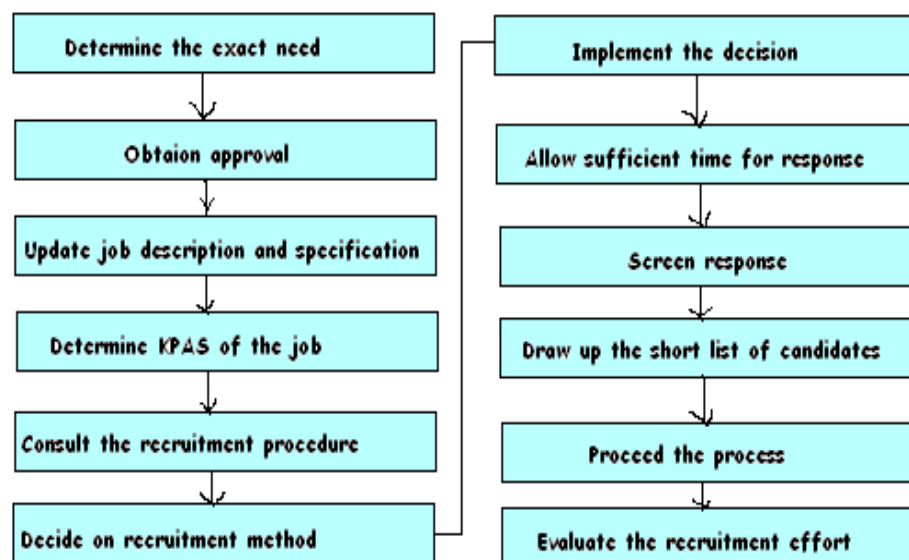 Determine the exact need
Obtaion approval
Update job description and specification
Determine KPAS of the job
Consult the recruitment procedure
Decide on recruitment method
Implement the decision
Allow sufficient time for response
Screen response
Draw up the short list of candidates
Proceed the process
Evaluate the recruitment effort